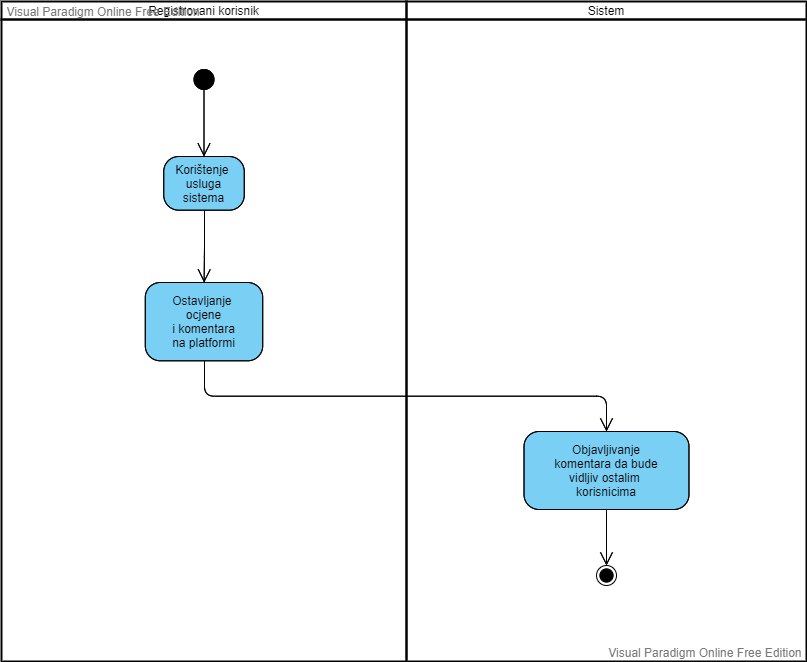 Visual Paradigm Online Free Edition
Registrovani korisnik
Sistem
Korištenje
usluga
sistema
Ostavljanje
ocjene
i komentara
na platformi
Objavljivanje
komentara da bude
vidljiv ostalim
korisnicima
Visual Paradigm Online Free Edition